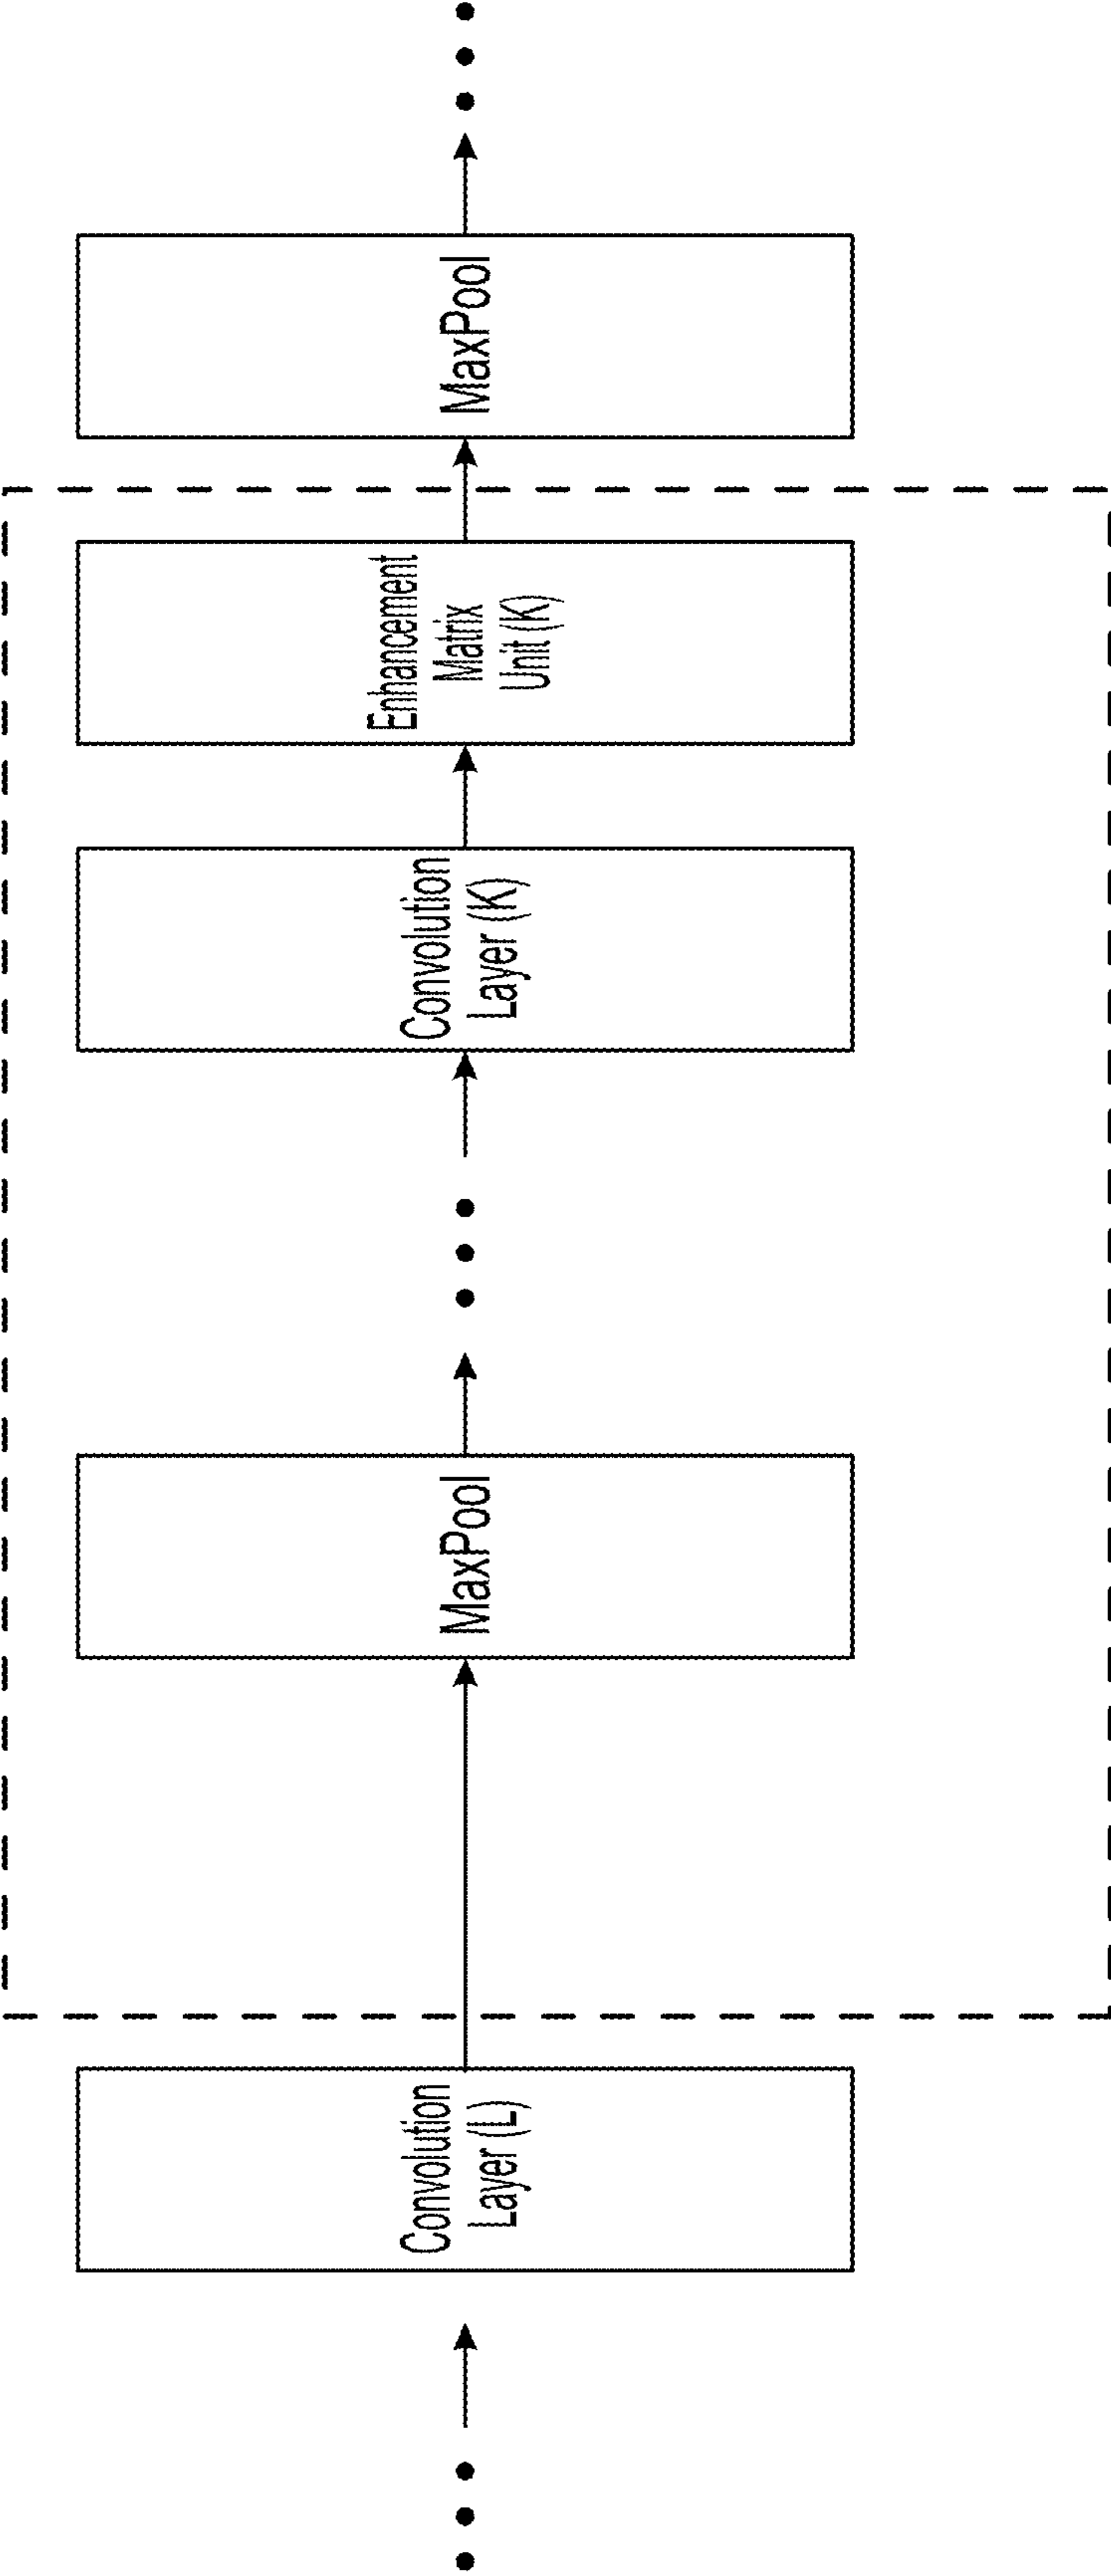 Convolution
Layer (L)
MaxPool
Convolution
Layer (K)
Enhancement
Matrix
Unit (K)
MaxPool